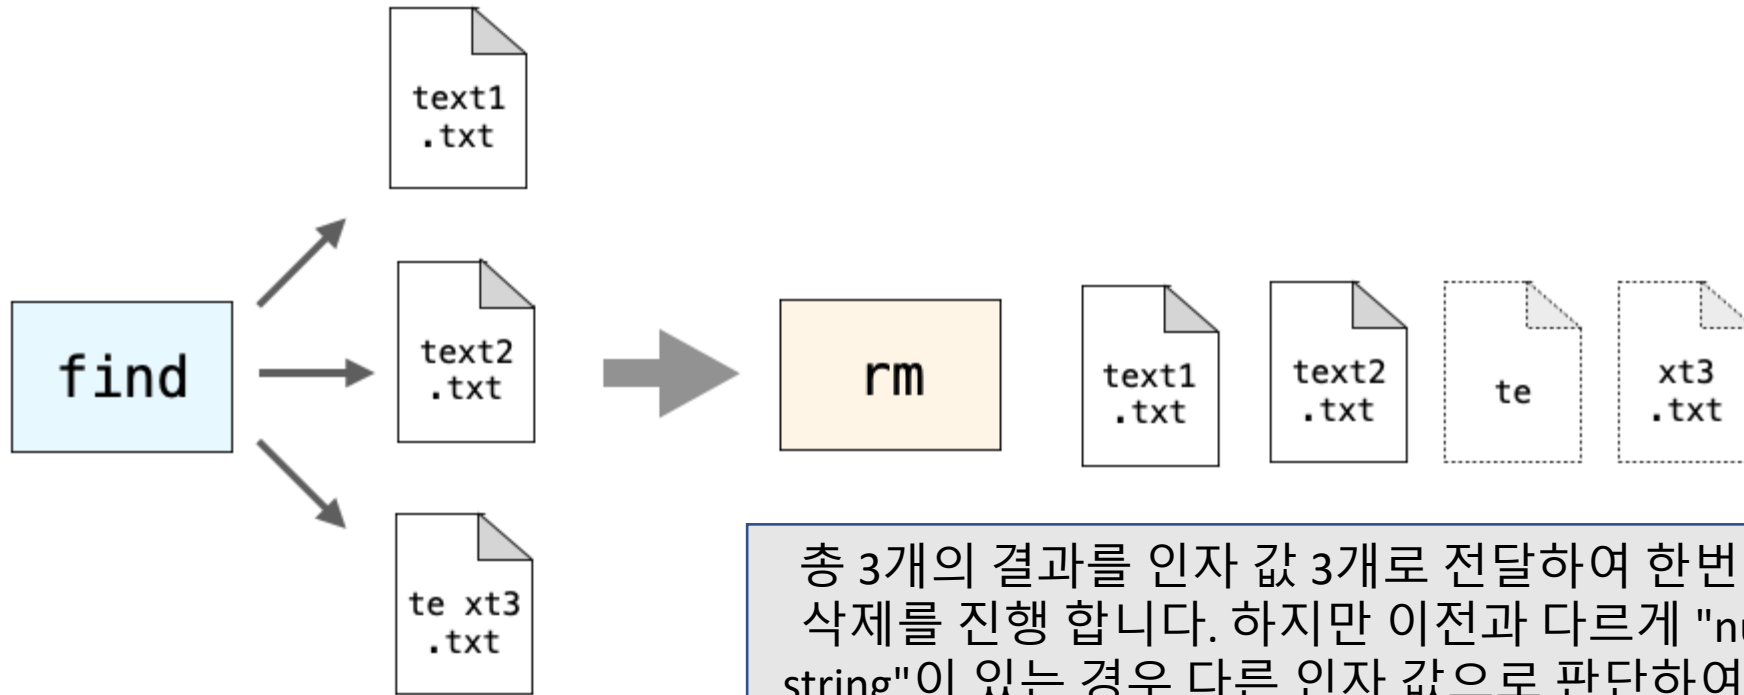 text1
.txt
find
text2
.txt
te xt3
.txt
rm
text1
.txt
text2
.txt
te
xt3
.txt
총 3개의 결과를 인자 값 3개로 전달하여 한번
삭제를 진행 합니다. 하지만 이전과 다르게
string"이 있는 경우 다른 인자 값으로 판단하여